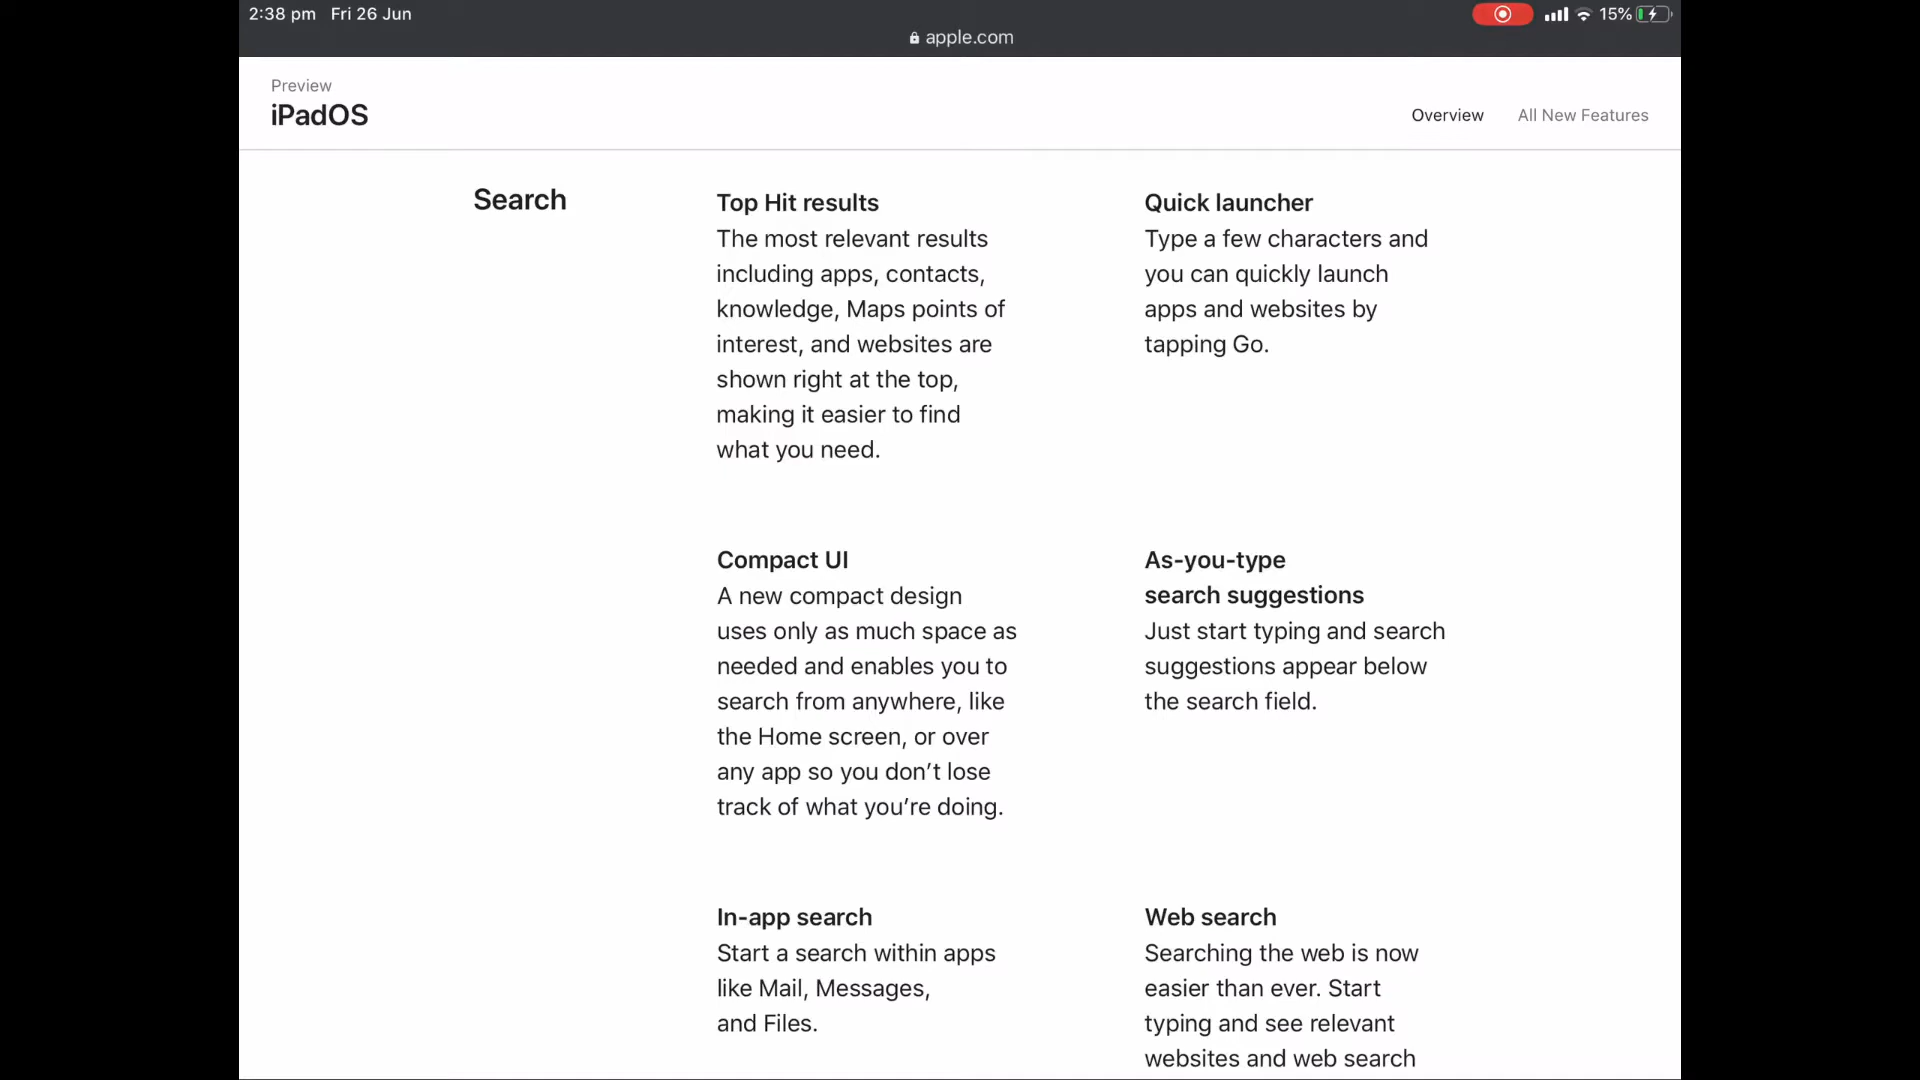 2:38 pm Fri 26 Jun
15%
apple.com
Preview
iPadOS
Overview
All New Features
Search
Top Hit results
The most relevant results
including apps, contacts,
knowledge, Maps points of
interest, and websites are
shown right at the top,
making it easier to find
what you need.
Quick launcher
Type a few characters and
you can quickly launch
apps and websites by
tapping Go.
Compact UI
A new compact design
uses only as much space as
needed and enables you to
search from anywhere, like
the Home screen, or over
any app so you don’t lose
track of what you’re doing.
As-you-type
search suggestions
Just start typing and search
suggestions appear below
the search field.
In-app search
Start a search within apps
like Mail, Messages,
and Files.
Web search
Searching the web is now
easier than ever. Start
typing and see relevant
websites and web search